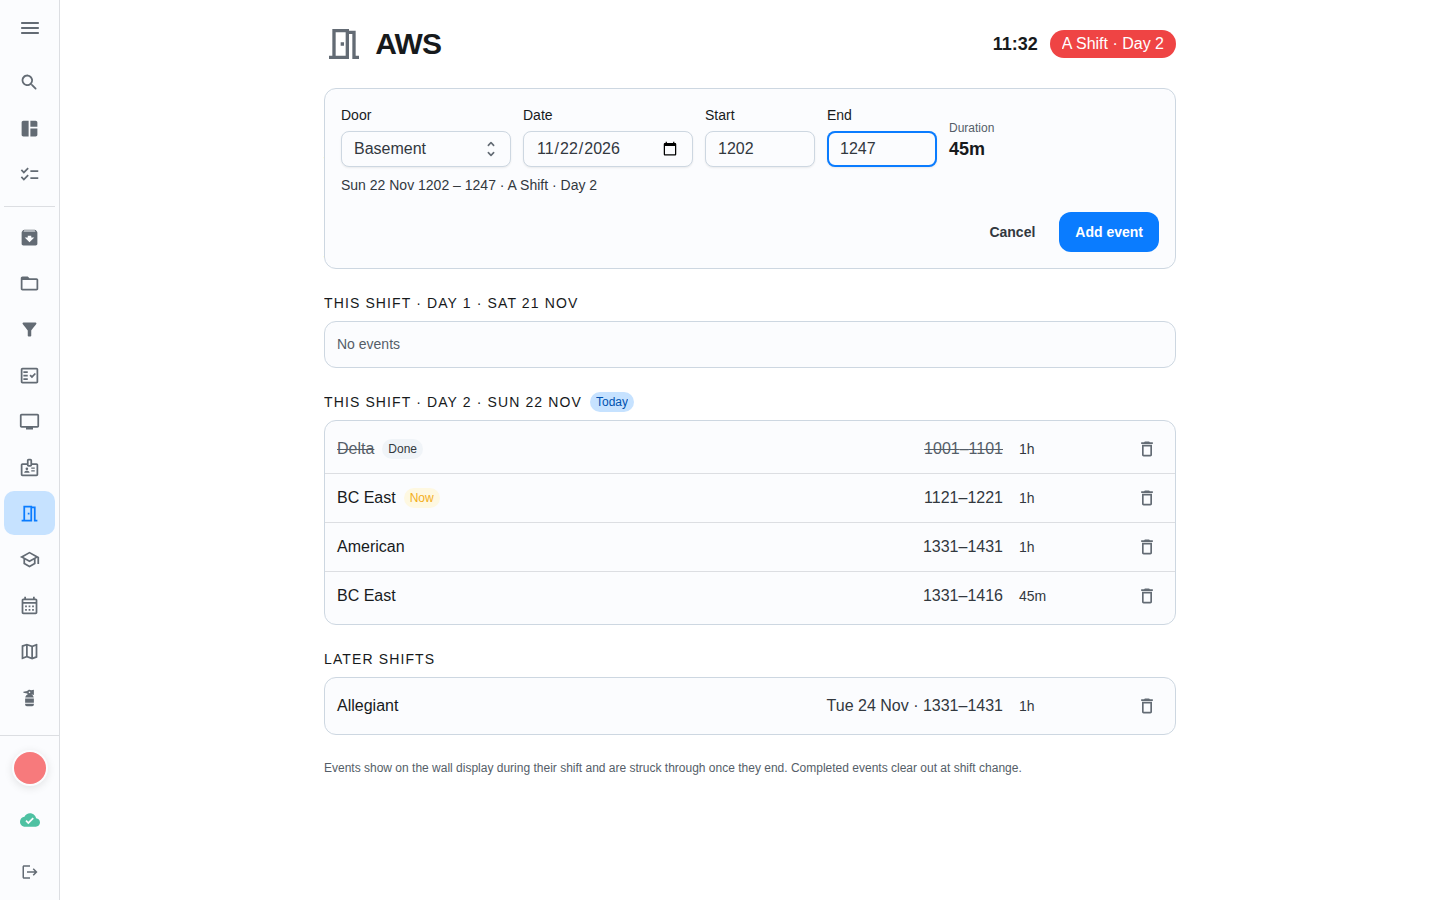 AWS
11:32
A Shift · Day 2
Door
Date
Start
End
Duration
Basement
11/22/2026
1202
1247
45m
Sun 22 Nov 1202 – 1247 · A Shift · Day 2
Cancel
Add event
THIS SHIFT · DAY 1 · SAT 21 NOV
No events
THIS SHIFT · DAY 2 · SUN 22 NOV Today
Delta Done 1001–1101 1h
BC East Now 1121–1221 1h
American 1331–1431 1h
BC East 1331–1416 45m
LATER SHIFTS
Allegiant Tue 24 Nov · 1331–1431 1h
Events show on the wall display during their shift and are struck through once they end. Completed events clear out at shift change.